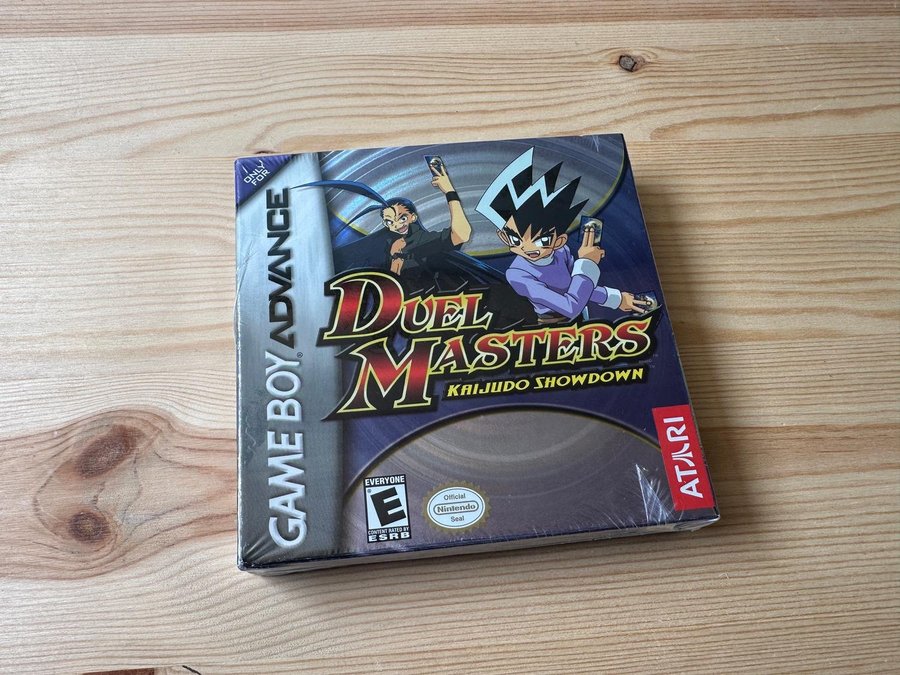 ONLY
FOR
GAME BOY ADVANCE
DUEL
MASTERS
KAIJUDO SHOWDOWN
EVERYONE
E
CONTENT RATED BY
ESRB
Official
Nintendo
Seal
ATARI